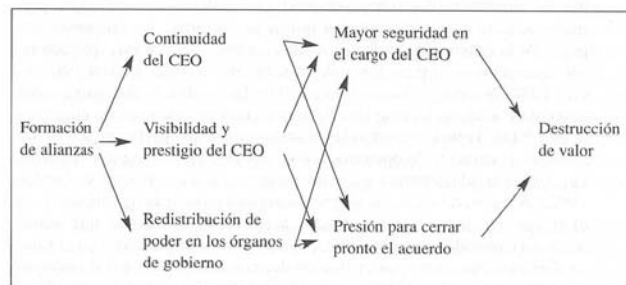 Continuidad
del CEO
Mayor seguridad en
el cargo del CEO
Formación
de alianzas
Visibilidad y
prestigio del CEO
Destrucción
de valor
Redistribución de
poder en los órganos
de gobierno
Presión para cerrar
pronto el acuerdo